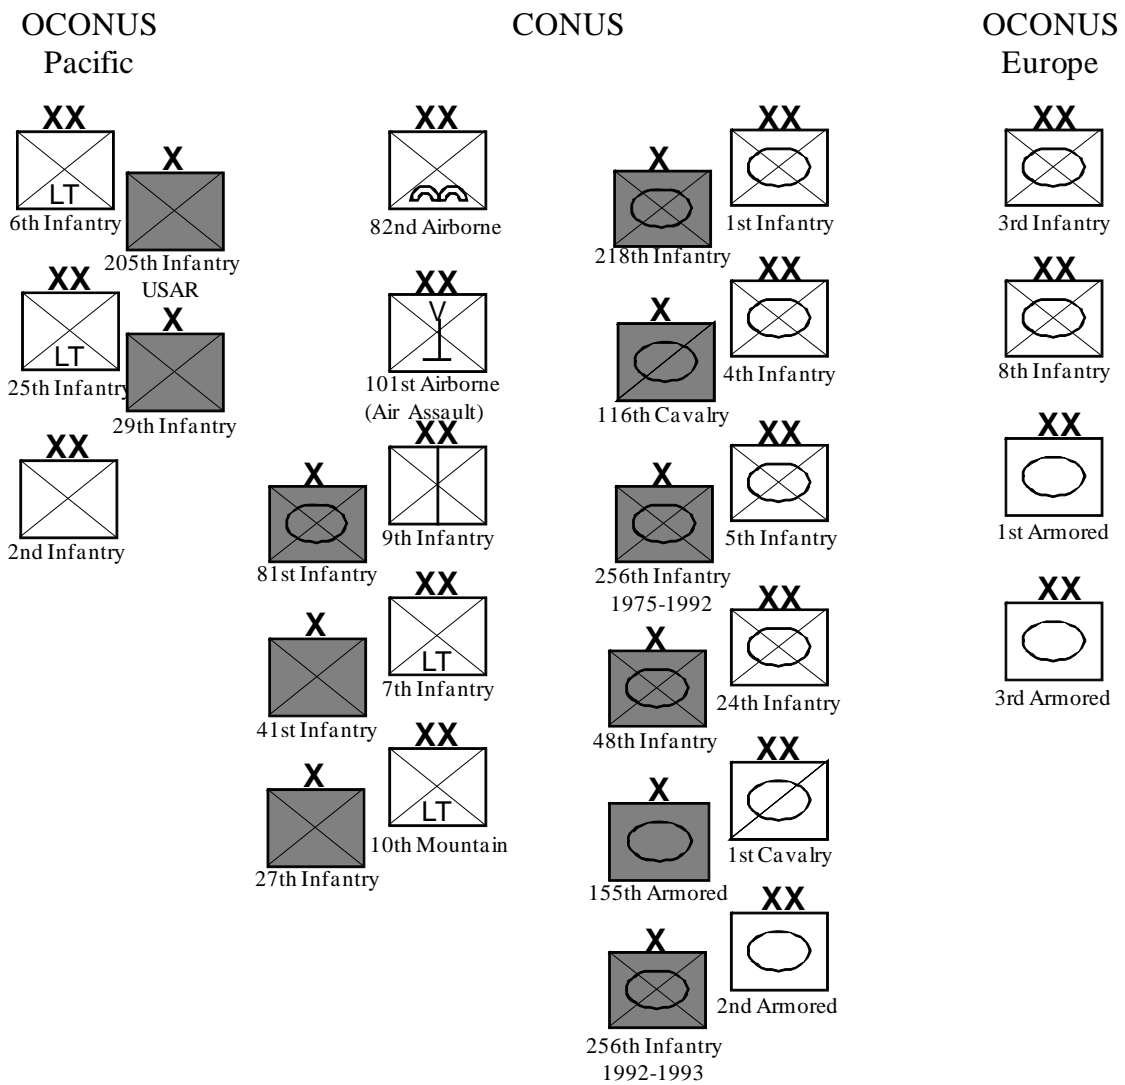 OCONUS
Pacific
XX
LT
6th Infantry
X
205th Infantry
USAR
XX
LT
25th Infantry
X
29th Infantry
XX
2nd Infantry
CONUS
XX
82nd Airborne
XX
V
101st Airborne
(Air Assault)
XX
9th Infantry
X
81st Infantry
XX
LT
7th Infantry
X
41st Infantry
XX
LT
10th Mountain
X
27th Infantry
XX
1st Infantry
X
218th Infantry
XX
4th Infantry
X
116th Cavalry
XX
5th Infantry
X
256th Infantry
1975-1992
XX
24th Infantry
X
48th Infantry
XX
1st Cavalry
X
155th Armored
XX
2nd Armored
X
256th Infantry
1992-1993
OCONUS
Europe
XX
3rd Infantry
XX
8th Infantry
XX
1st Armored
XX
3rd Armored